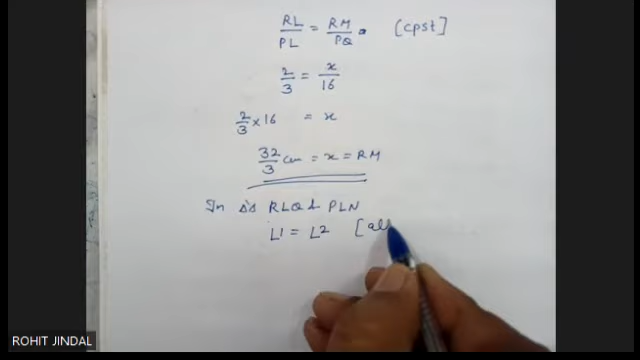 RL/PL = RM/PQ. [cpst]
2/3 = x/16
2/3 × 16 = x
32/3 cm = x = RM
In Δ's RLQ & PLN
∠1 = ∠2 [alt
ROHIT JINDAL